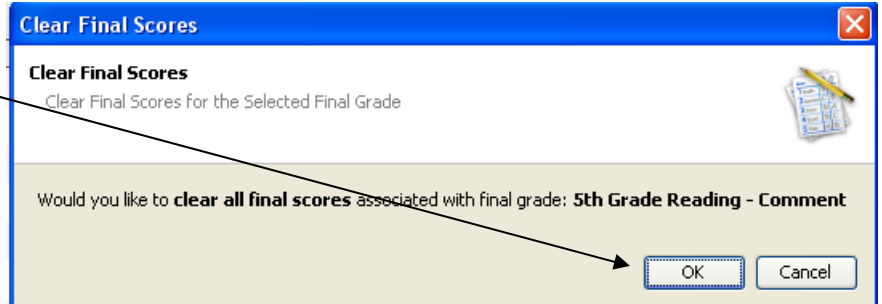 Clear Final Scores
Clear Final Scores
Clear Final Scores for the Selected Final Grade
Would you like to clear all final scores associated with final grade: 5th Grade Reading - Comment
OK Cancel